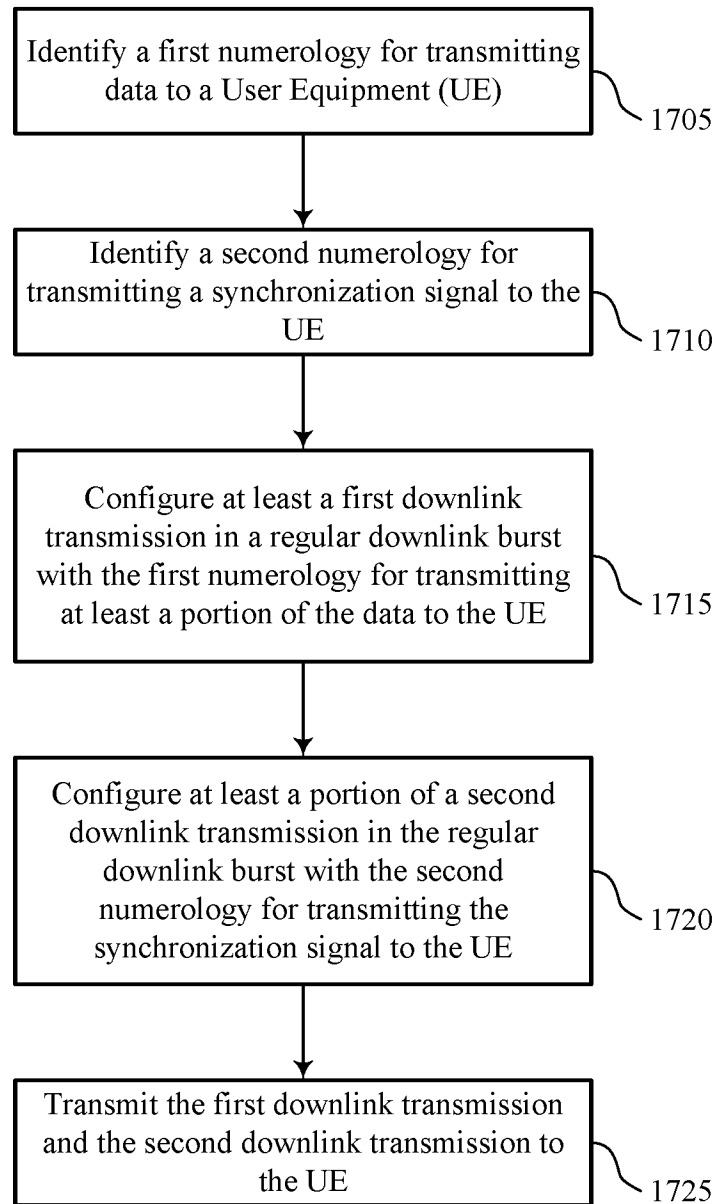 Identify a first numerology for transmitting
data to a User Equipment (UE)
1705
Identify a second numerology for
transmitting a synchronization signal to the
UE
1710
Configure at least a first downlink
transmission in a regular downlink burst
with the first numerology for transmitting
at least a portion of the data to the UE
1715
Configure at least a portion of a second
downlink transmission in the regular
downlink burst with the second
numerology for transmitting the
synchronization signal to the UE
1720
Transmit the first downlink transmission
and the second downlink transmission to
the UE
1725